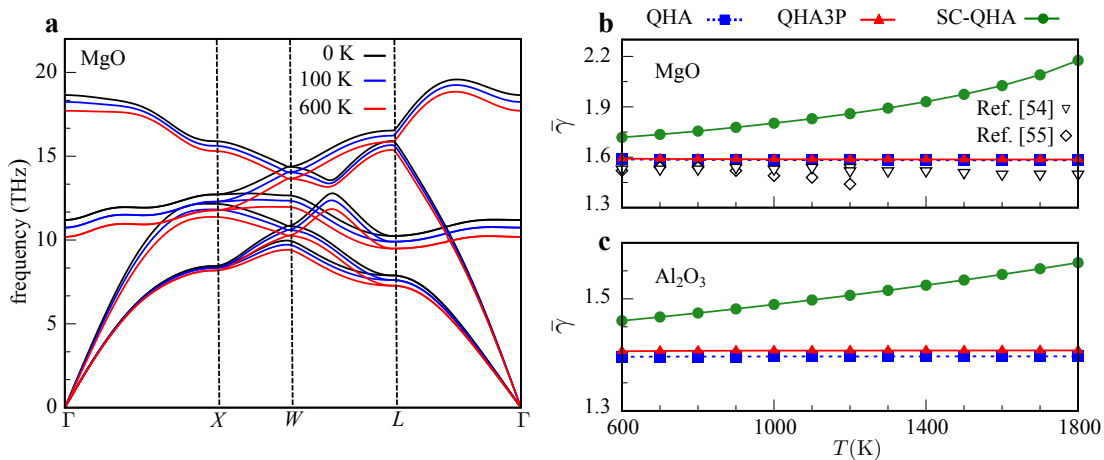 a
MgO
0 K
100 K
600 K
frequency (THz)
20
15
10
5
0
Γ X W L Γ
QHA QHA3P SC-QHA
b
MgO
Ref. [54]
Ref. [55]
γ̄
2.2
1.9
1.6
1.3
c
Al₂O₃
γ̄
1.5
1.3
600 1000 1400 1800
T(K)